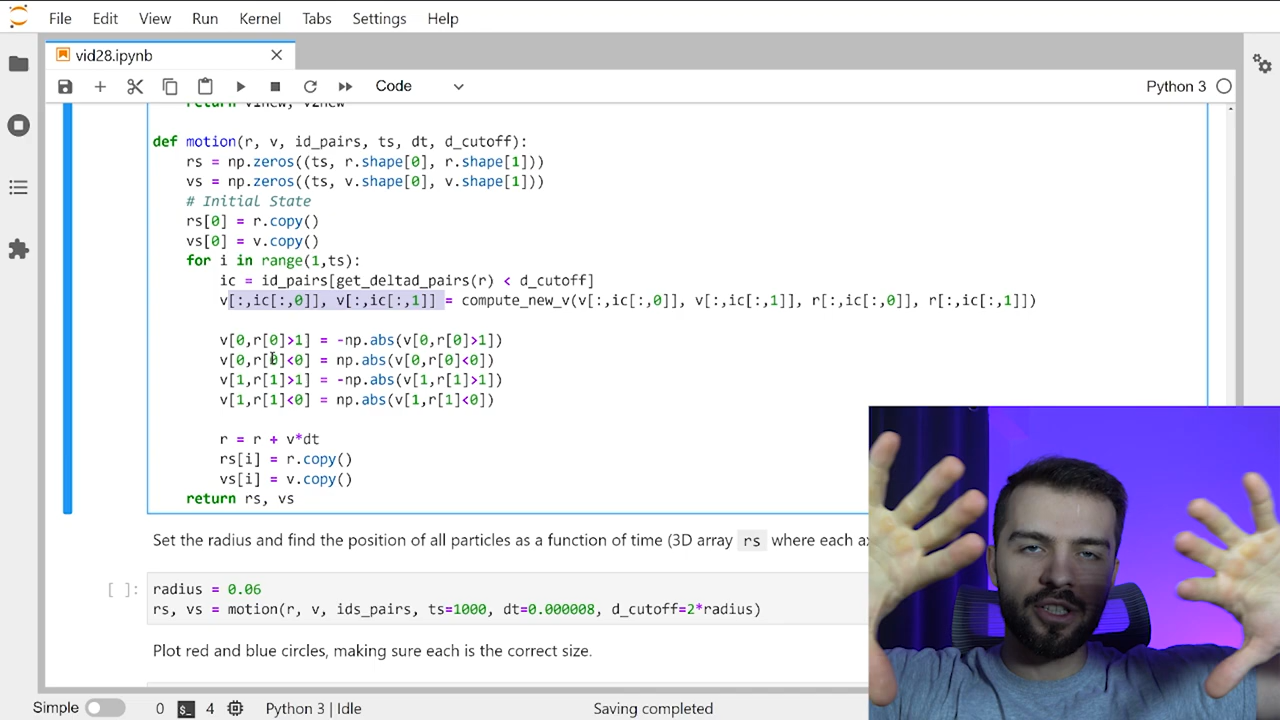 File Edit View Run Kernel Tabs Settings Help
vid28.ipynb
Code
Python 3
return v1new, v2new
def motion(r, v, id_pairs, ts, dt, d_cutoff):
rs = np.zeros((ts, r.shape[0], r.shape[1]))
vs = np.zeros((ts, v.shape[0], v.shape[1]))
# Initial State
rs[0] = r.copy()
vs[0] = v.copy()
for i in range(1,ts):
ic = id_pairs[get_deltad_pairs(r) < d_cutoff]
v[:,ic[:,0]], v[:,ic[:,1]] = compute_new_v(v[:,ic[:,0]], v[:,ic[:,1]], r[:,ic[:,0]], r[:,ic[:,1]])
v[0,r[0]>1] = -np.abs(v[0,r[0]>1])
v[0,r[0]<0] = np.abs(v[0,r[0]<0])
v[1,r[1]>1] = -np.abs(v[1,r[1]>1])
v[1,r[1]<0] = np.abs(v[1,r[1]<0])
r = r + v*dt
rs[i] = r.copy()
vs[i] = v.copy()
return rs, vs
Set the radius and find the position of all particles as a function of time (3D array rs where each
[ ]:
radius = 0.06
rs, vs = motion(r, v, ids_pairs, ts=1000, dt=0.000008, d_cutoff=2*radius)
Plot red and blue circles, making sure each is the correct size.
Simple 0 4 Python 3 | Idle Saving completed